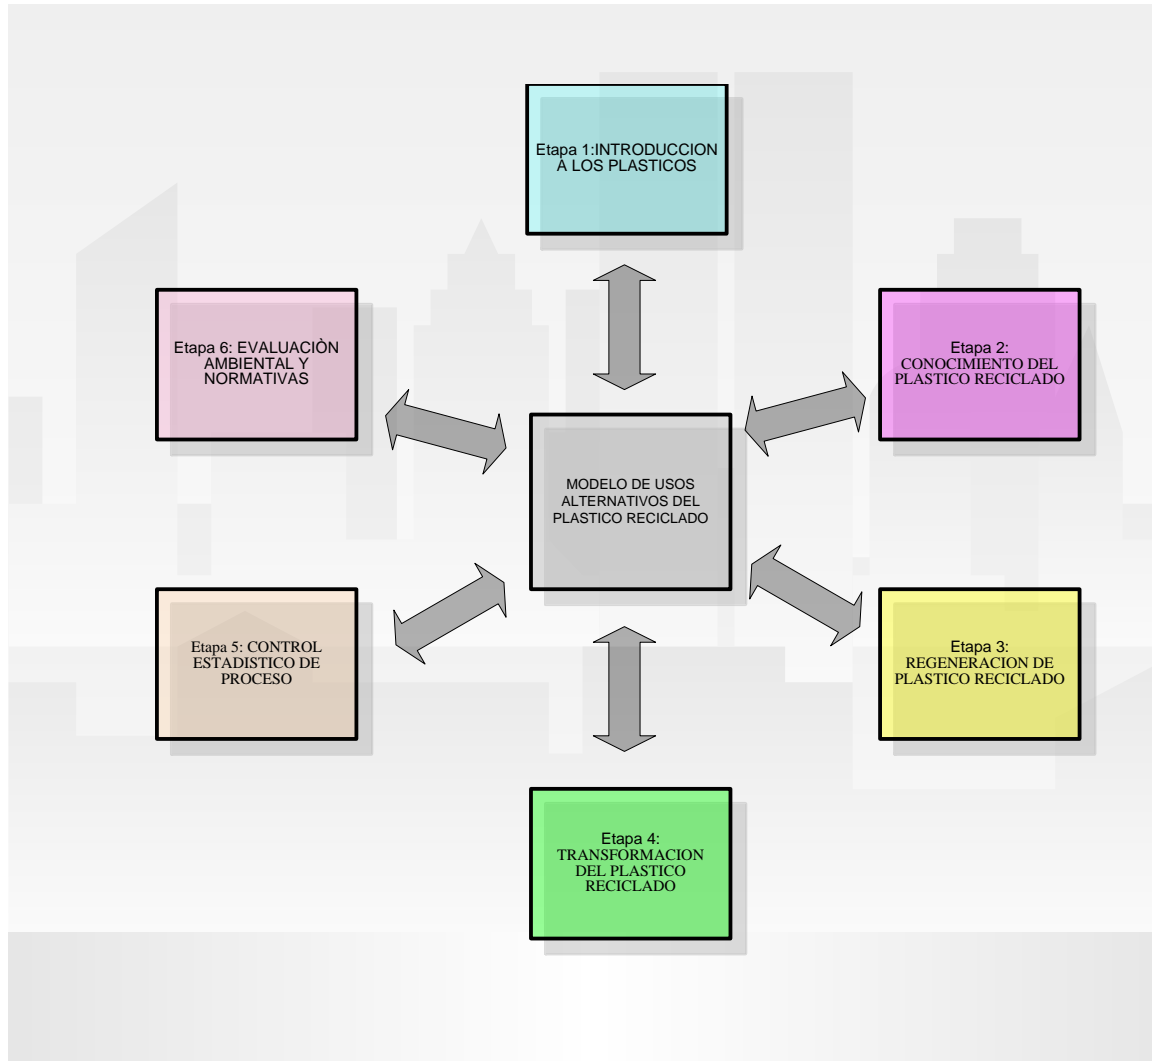 Etapa 1:INTRODUCCION
A LOS PLASTICOS
Etapa 6: EVALUACIÒN
AMBIENTAL Y
NORMATIVAS
Etapa 2:
CONOCIMIENTO DEL
PLASTICO RECICLADO
MODELO DE USOS
ALTERNATIVOS DEL
PLASTICO RECICLADO
Etapa 5: CONTROL
ESTADISTICO DE
PROCESO
Etapa 3:
REGENERACION DE
PLASTICO RECICLADO
Etapa 4:
TRANSFORMACION
DEL PLASTICO
RECICLADO